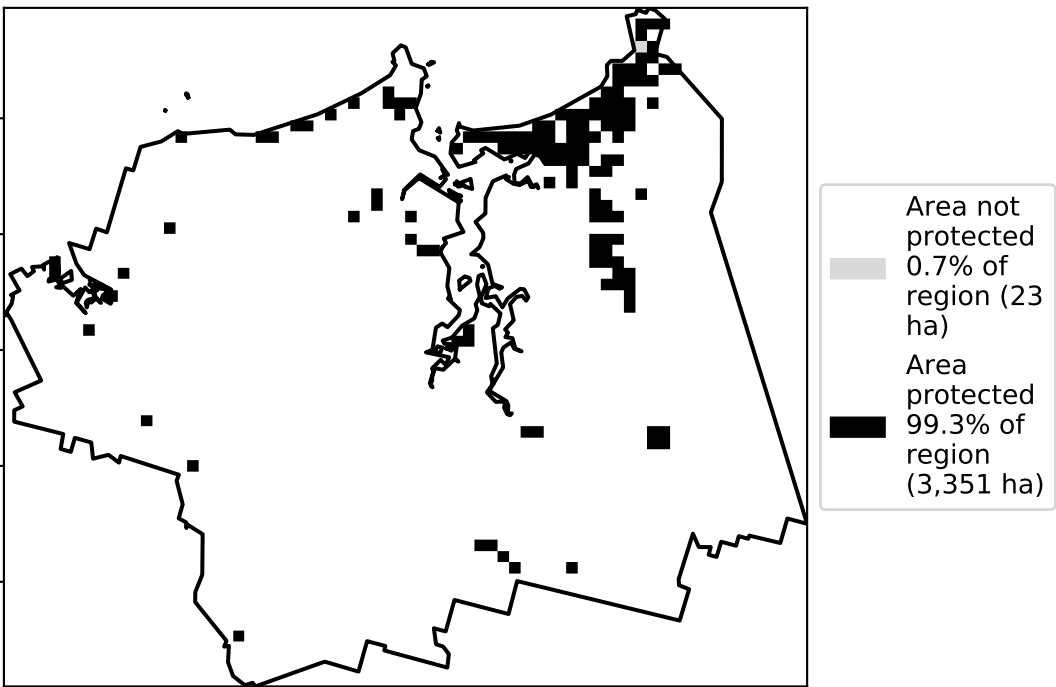 Area not
protected
0.7% of
region (23
ha)
Area
protected
99.3% of
region
(3,351 ha)